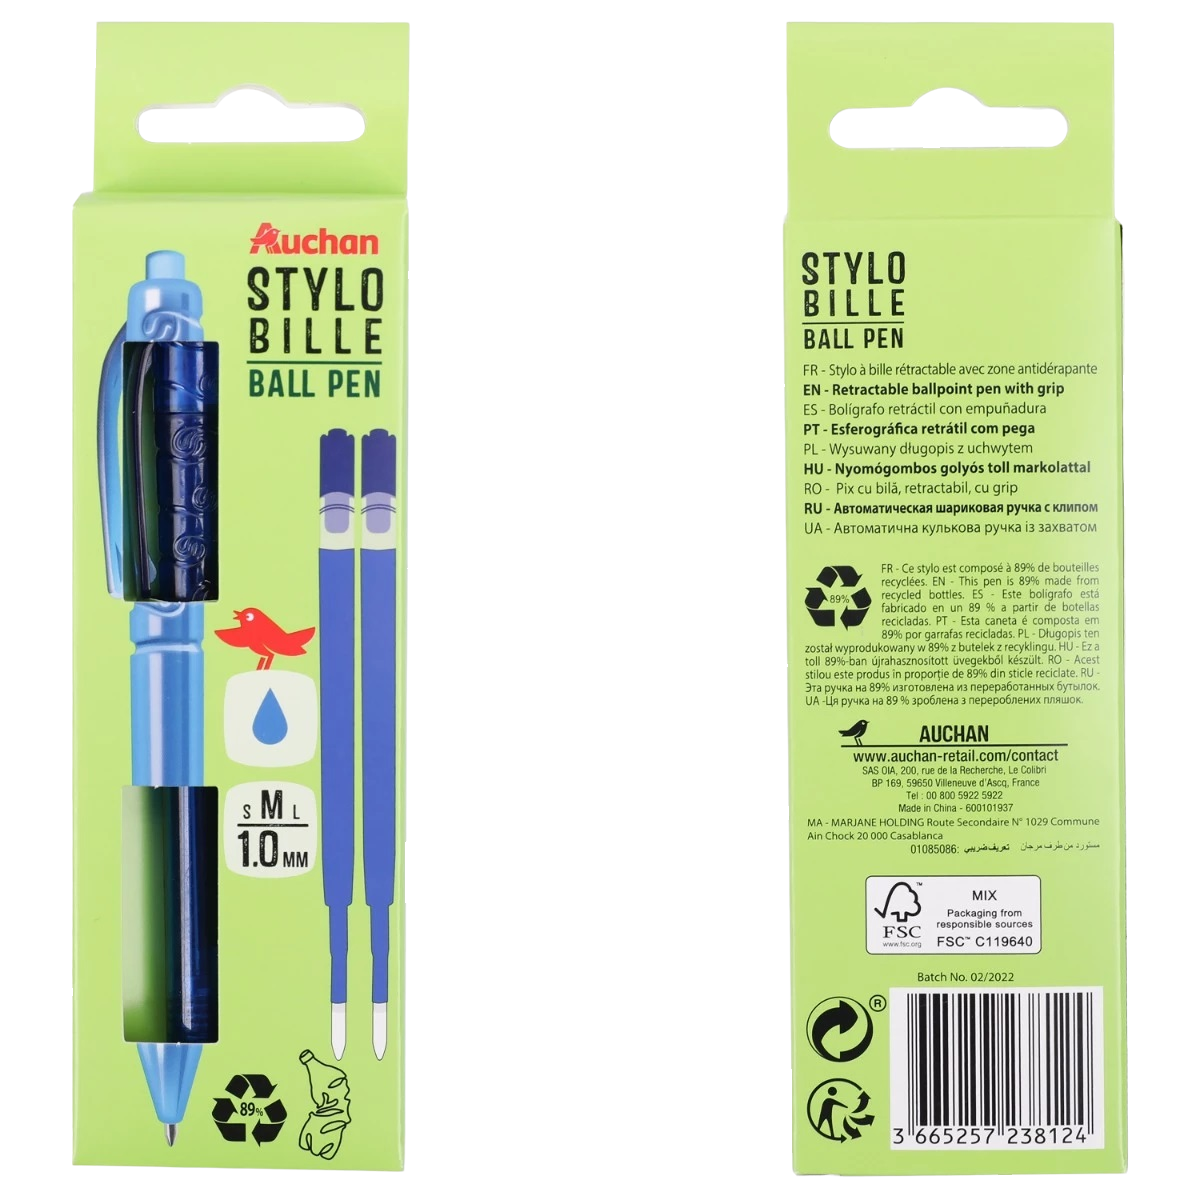 Auchan
STYLO
BILLE
BALL PEN
S M L
1.0 MM
89%
STYLO
BILLE
BALL PEN
FR - Stylo à bille rétractable avec zone antidérapante
EN - Retractable ballpoint pen with grip
ES - Bolígrafo retráctil con empuñadura
PT - Esferográfica retrátil com pega
PL - Wysuwany długopis z uchwytem
HU - Nyomógombos golyós toll markolattal
RO - Pix cu bilă, retractabil, cu grip
RU - Автоматическая шариковая ручка с клипом
UA - Автоматична кулькова ручка із захватом
89%
FR - Ce stylo est composé à 89% de bouteilles
recyclées. EN - This pen is 89% made from
recycled bottles. ES - Este boligrafo está
fabricado en un 89 % a partir de botellas
recicladas. PT - Esta caneta é composta em
89% por garrafas recicladas. PL - Długopis ten
został wyprodukowany w 89% z butelek z recyklingu. HU - Ez a
toll 89%-ban újrahasznosított üvegekből készült. RO - Acest
stilou este produs in proporție de 89% din sticle reciclate. RU -
Эта ручка на 89% изготовлена из переработанных бутылок.
UA -Ця ручка на 89 % зроблена з перероблених пляшок.
AUCHAN
www.auchan-retail.com/contact
SAS OIA, 200, rue de la Recherche, Le Colibri
BP 169, 59650 Villeneuve d'Ascq, France
Tel : 00 800 5922 5922
Made in China - 600101937
MA - MARJANE HOLDING Route Secondaire N° 1029 Commune
Ain Chock 20 000 Casablanca
مستورد من طرف مرجان تعريف ضريبي: 01085086
FSC™
www.fsc.org
MIX
Packaging from
responsible sources
FSC™ C119640
Batch No. 02/2022
®
3 665257 238124